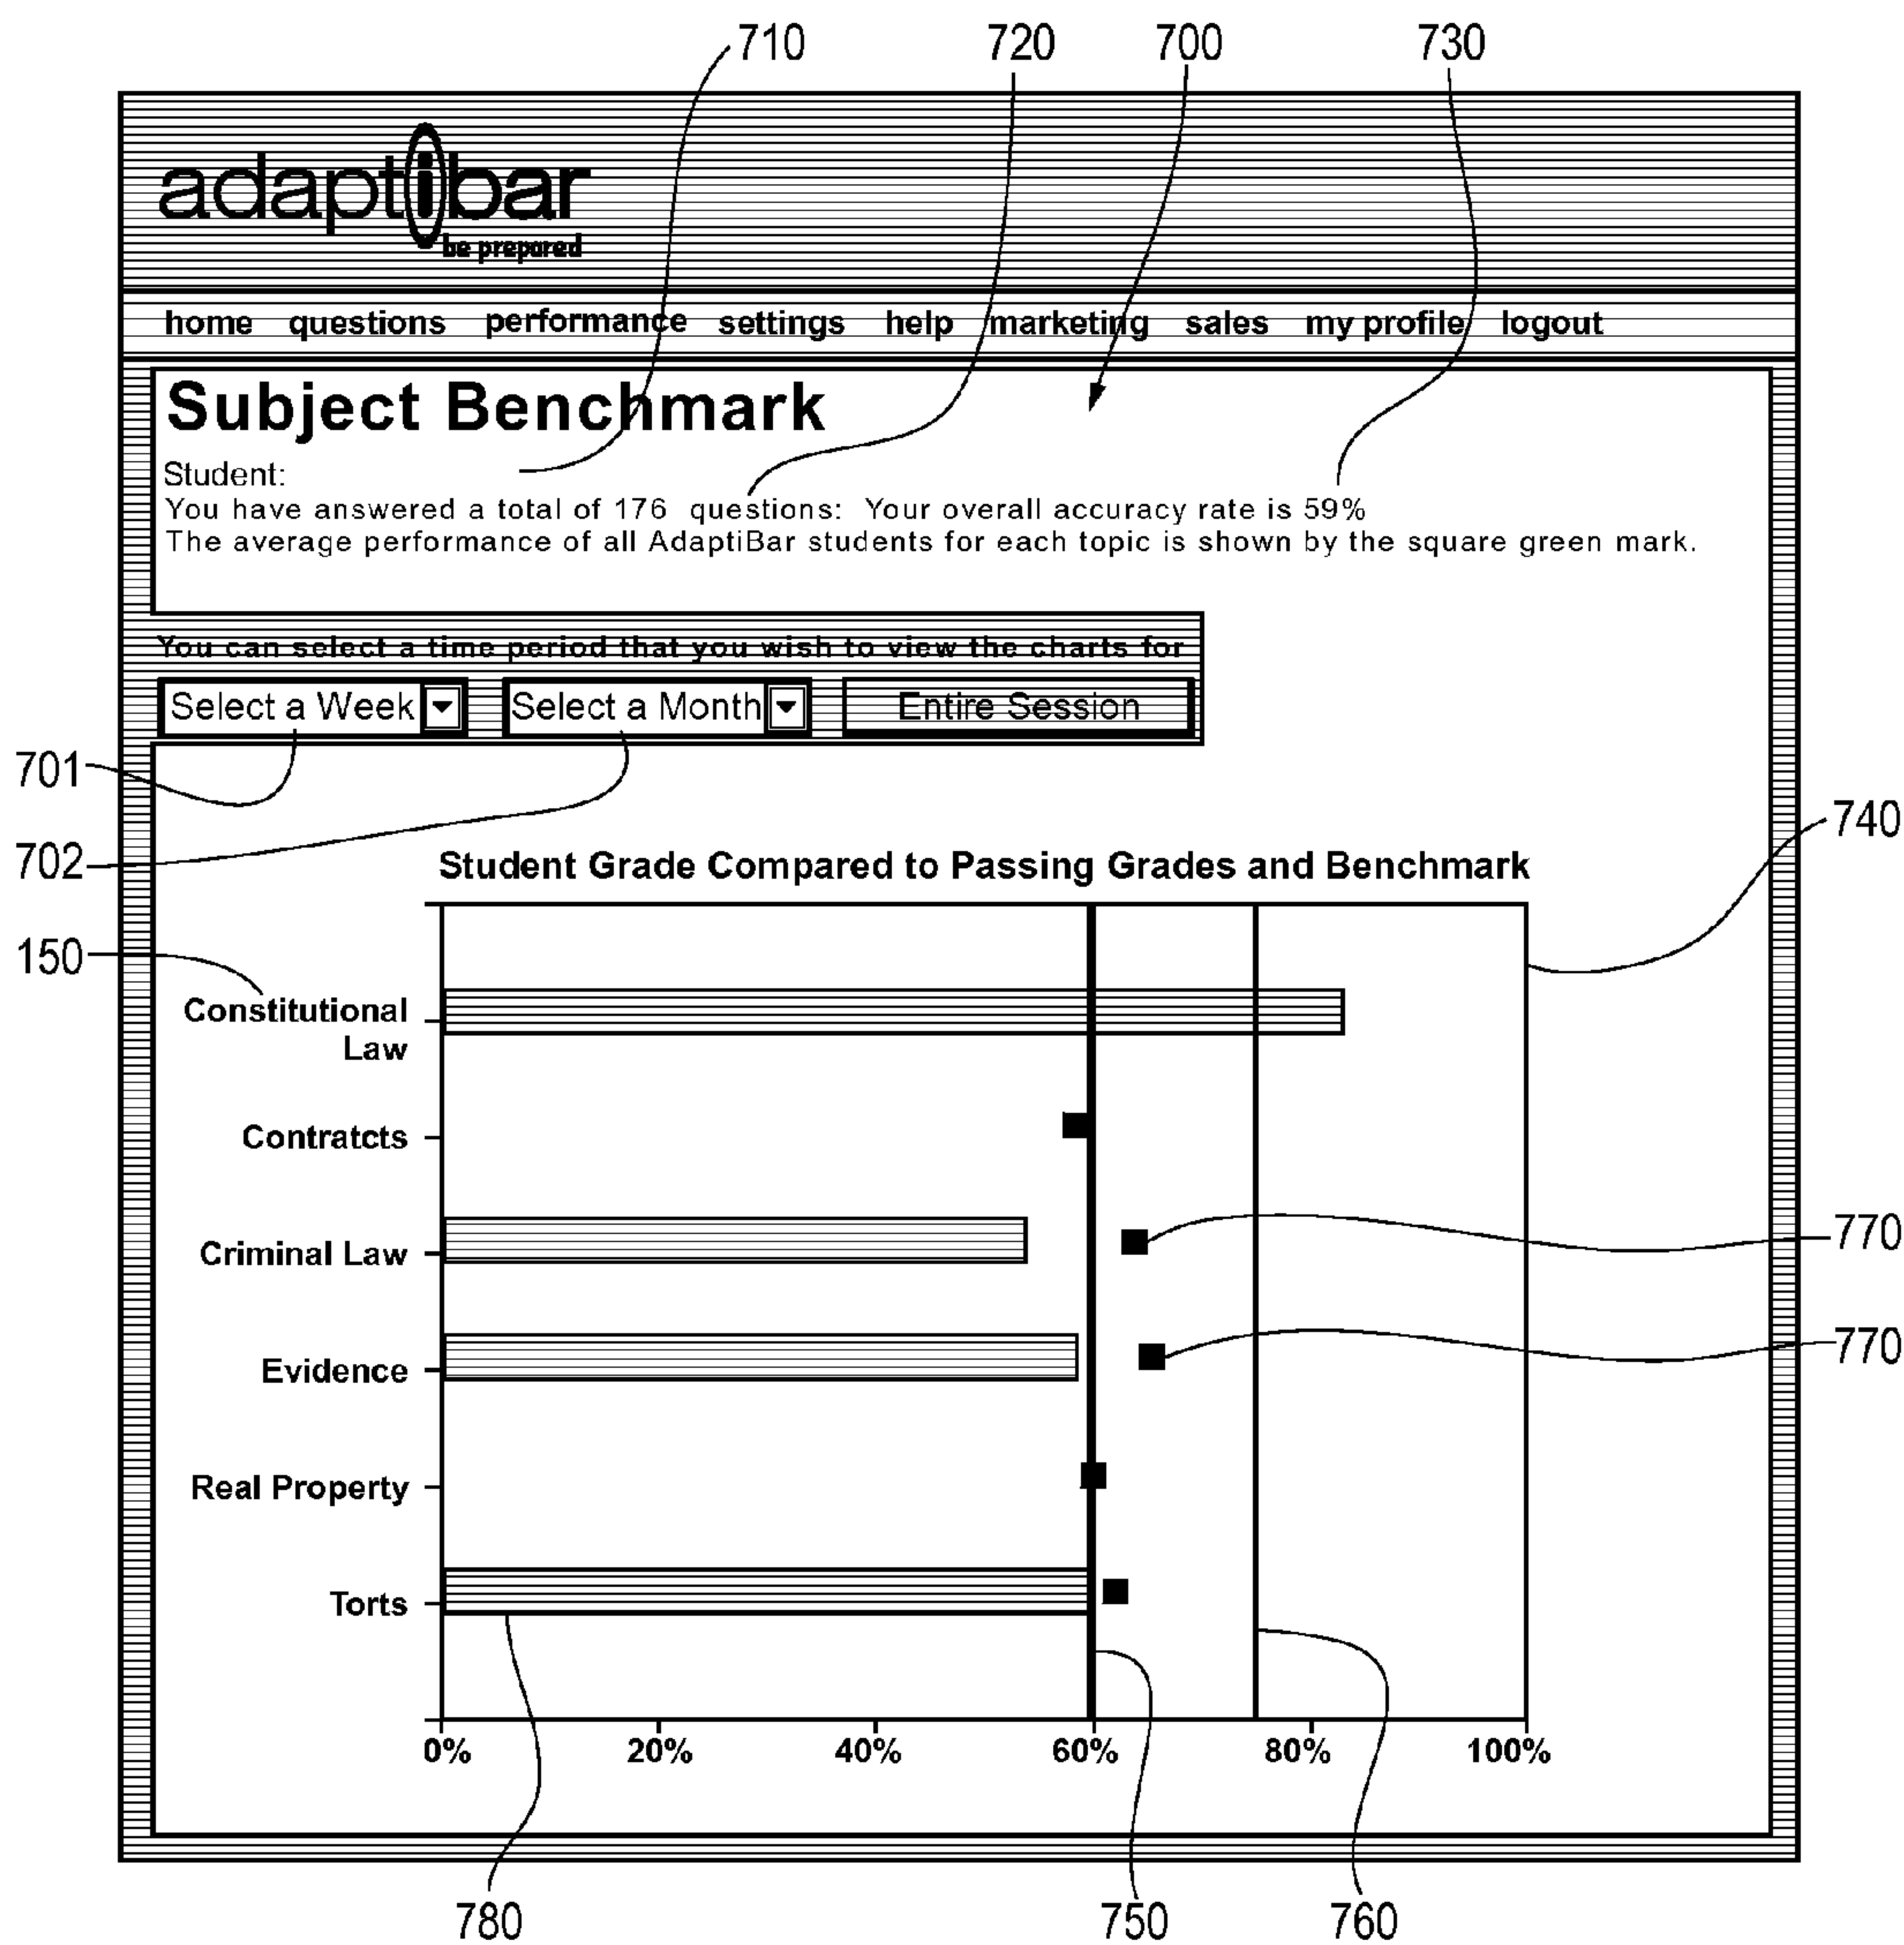 710 720 700 730
adaptibar
be prepared
home questions performance settings help marketing sales my profile logout
Subject Benchmark
Student:
You have answered a total of 176 questions: Your overall accuracy rate is 59%
The average performance of all AdaptiBar students for each topic is shown by the square green mark.
You can select a time period that you wish to view the charts for
Select a Week Select a Month Entire Session
701
740
702
Student Grade Compared to Passing Grades and Benchmark
150
Constitutional
Law
Contratcts
770
Criminal Law
770
Evidence
Real Property
Torts
0% 20% 40% 60% 80% 100%
780 750 760